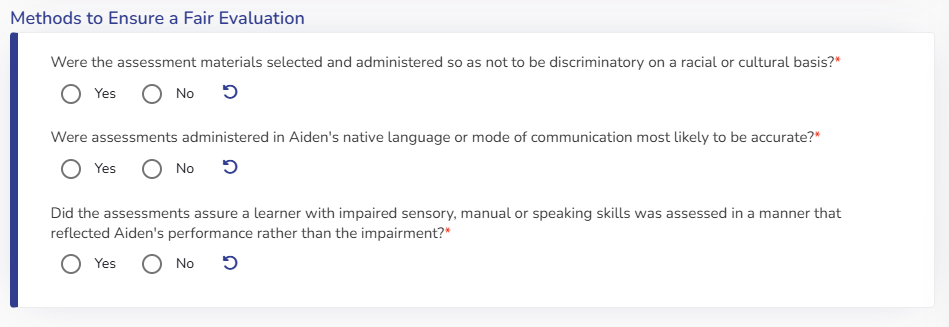 Methods to Ensure a Fair Evaluation
Were the assessment materials selected and administered so as not to be discriminatory on a racial or cultural basis?*
Yes No
Were assessments administered in Aiden's native language or mode of communication most likely to be accurate?*
Yes No
Did the assessments assure a learner with impaired sensory, manual or speaking skills was assessed in a manner that
reflected Aiden's performance rather than the impairment?*
Yes No